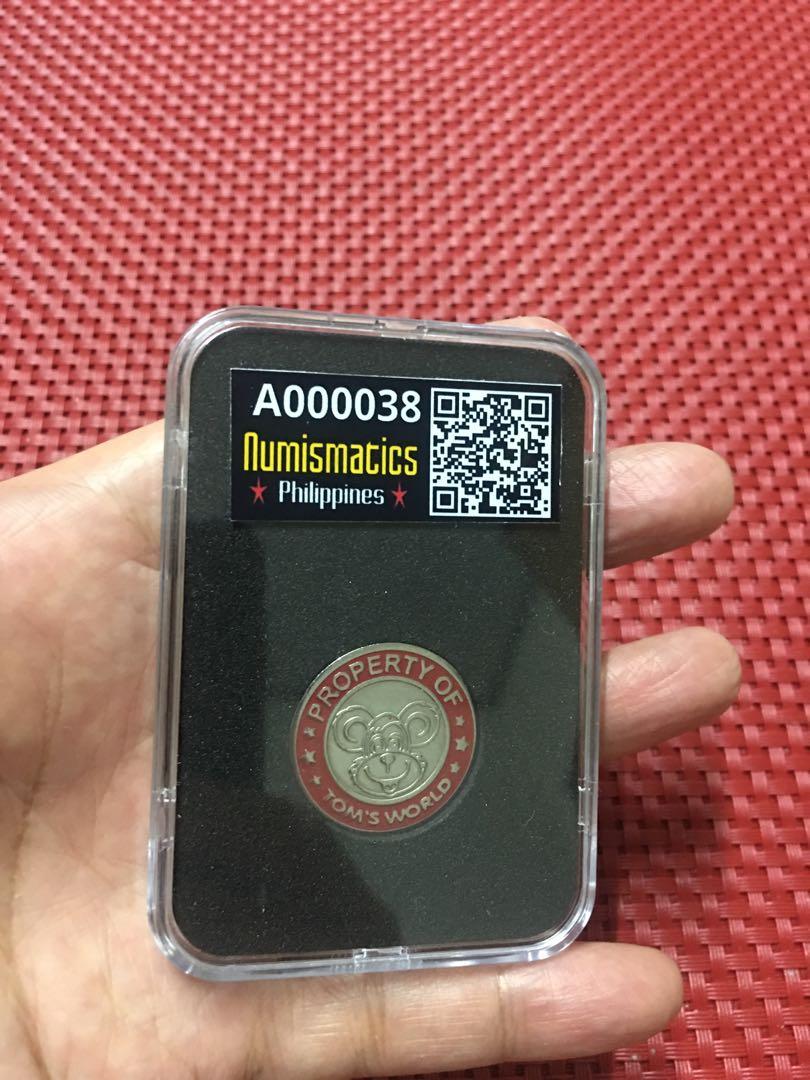 A000038
Numismatics
Philippines
PROPERTY OF
TOM'S WORLD